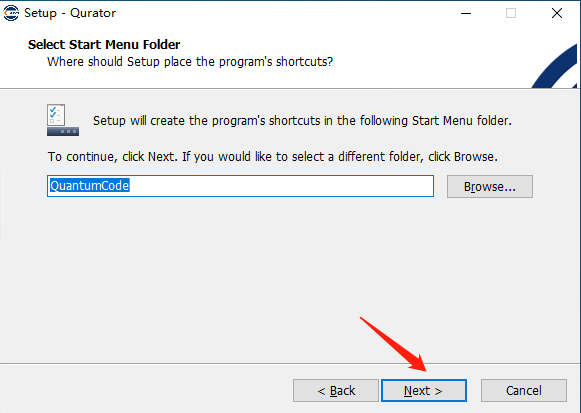 Setup - Qurator
Select Start Menu Folder
Where should Setup place the program's shortcuts?
Setup will create the program's shortcuts in the following Start Menu folder.
To continue, click Next. If you would like to select a different folder, click Browse.
QuantumCode
Browse...
< Back
Next >
Cancel